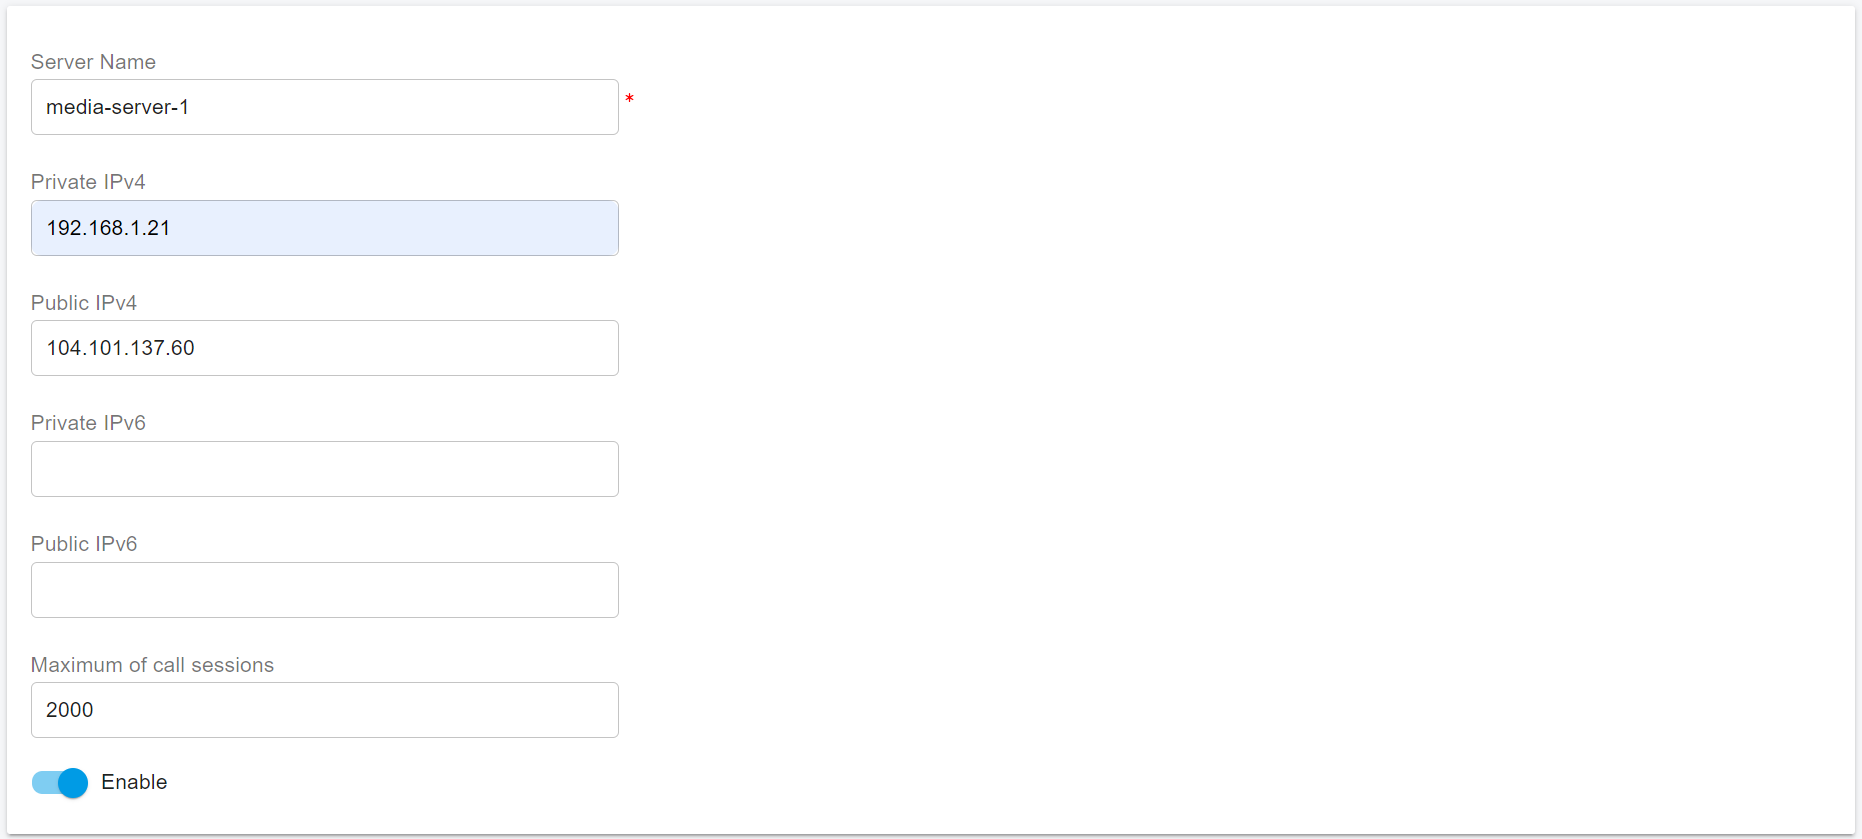 Server Name
media-server-1 *
Private IPv4
192.168.1.21
Public IPv4
104.101.137.60
Private IPv6
Public IPv6
Maximum of call sessions
2000
Enable